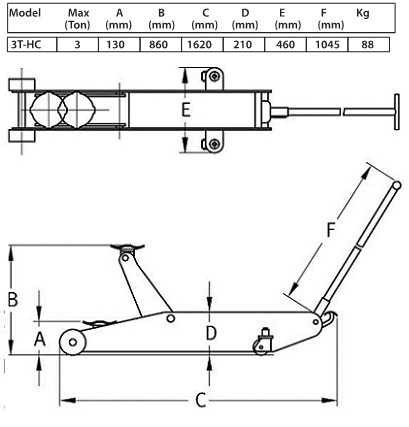 Model Max (Ton) A (mm) B (mm) C (mm) D (mm) E (mm) F (mm) Kg
3T-HC 3 130 860 1620 210 460 1045 88
E
F
B
A
D
C